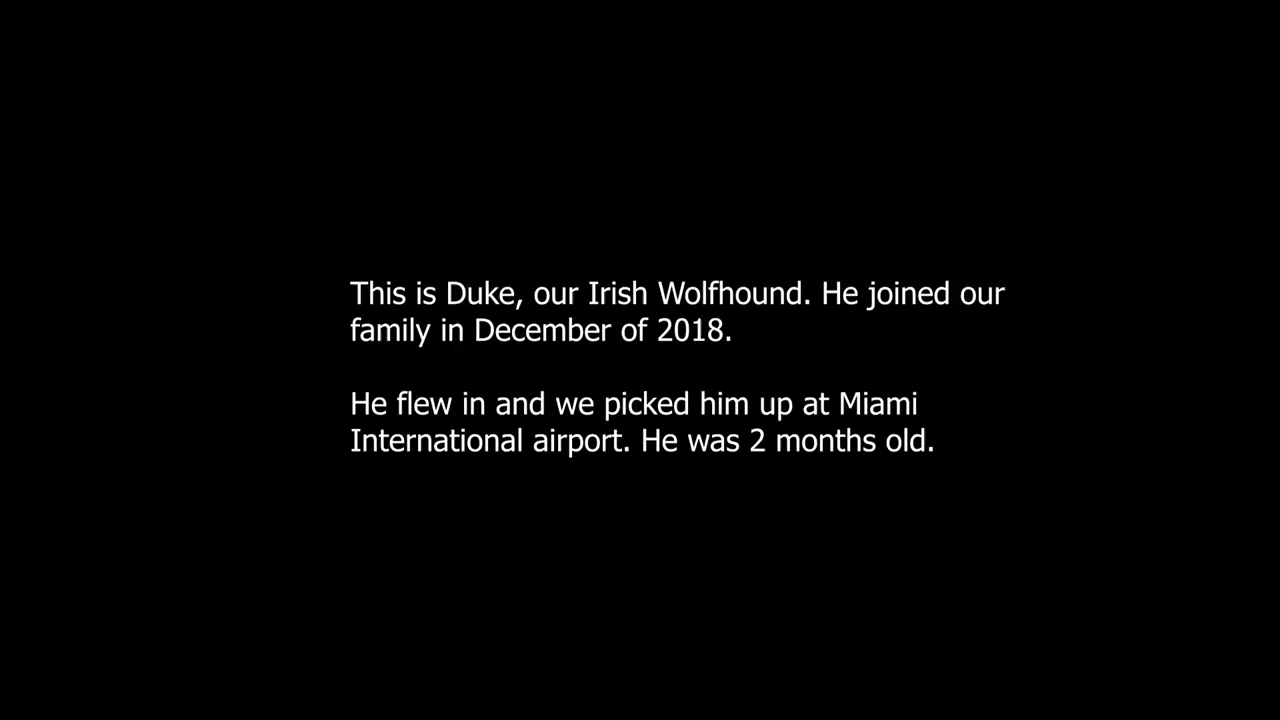 This is Duke, our Irish Wolfhound. He joined our
family in December of 2018.
He flew in and we picked him up at Miami
International airport. He was 2 months old.